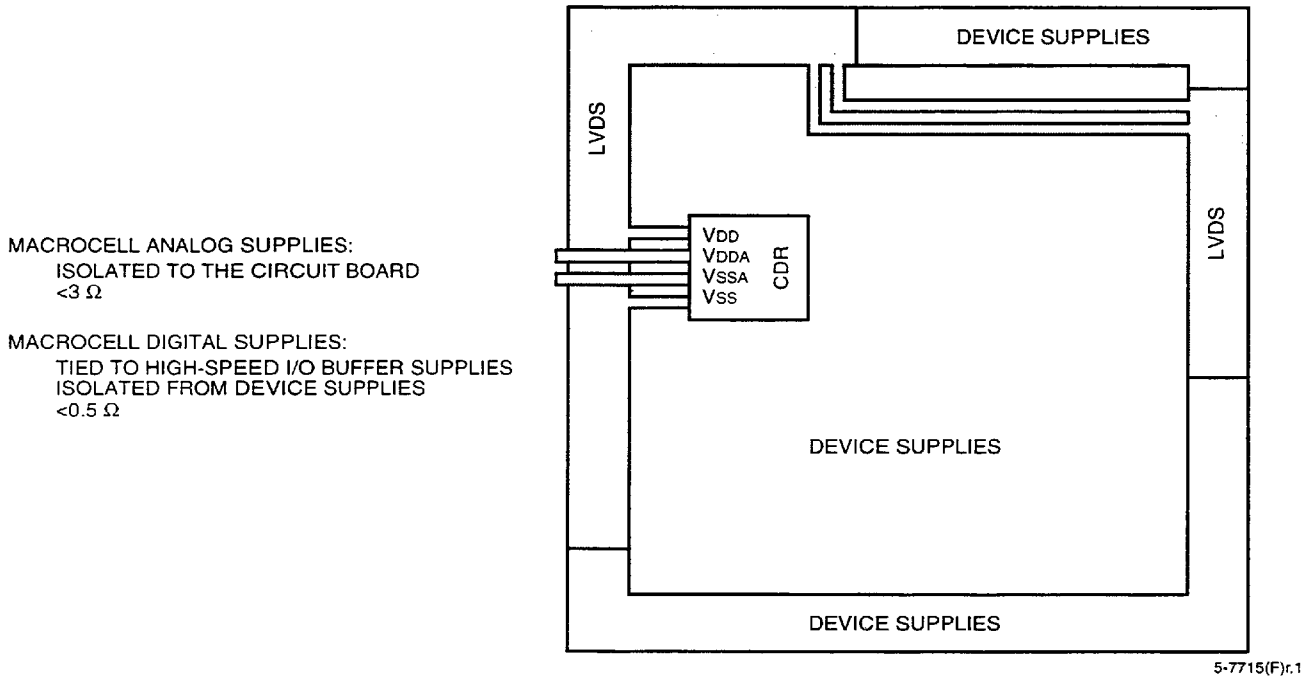 DEVICE SUPPLIES
LVDS
LVDS
MACROCELL ANALOG SUPPLIES:
ISOLATED TO THE CIRCUIT BOARD
<3 Ω
MACROCELL DIGITAL SUPPLIES:
TIED TO HIGH-SPEED I/O BUFFER SUPPLIES
ISOLATED FROM DEVICE SUPPLIES
<0.5 Ω
VDD
VDDA
VSSA
VSS
CDR
DEVICE SUPPLIES
DEVICE SUPPLIES
5-7715(F)r.1